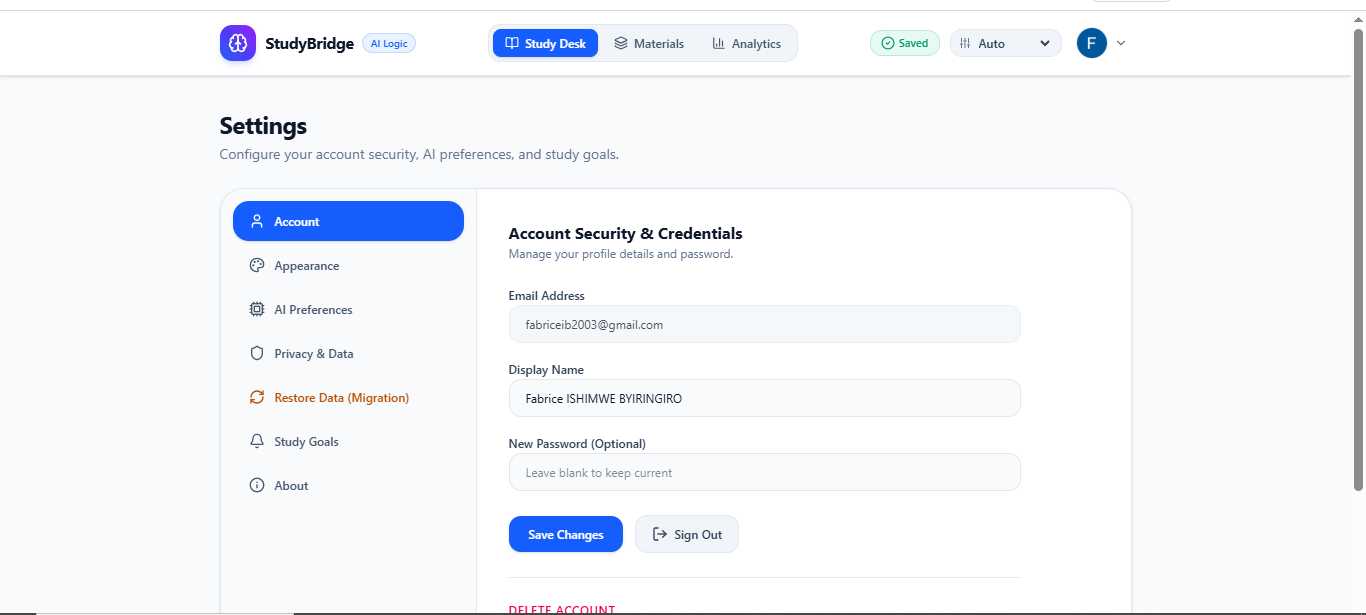 StudyBridge AI Logic Study Desk Materials Analytics Saved Auto F
Settings
Configure your account security, AI preferences, and study goals.
Account
Appearance
AI Preferences
Privacy & Data
Restore Data (Migration)
Study Goals
About
Account Security & Credentials
Manage your profile details and password.
Email Address
fabriceib2003@gmail.com
Display Name
Fabrice ISHIMWE BYIRINGIRO
New Password (Optional)
Leave blank to keep current
Save Changes Sign Out
DELETE ACCOUNT